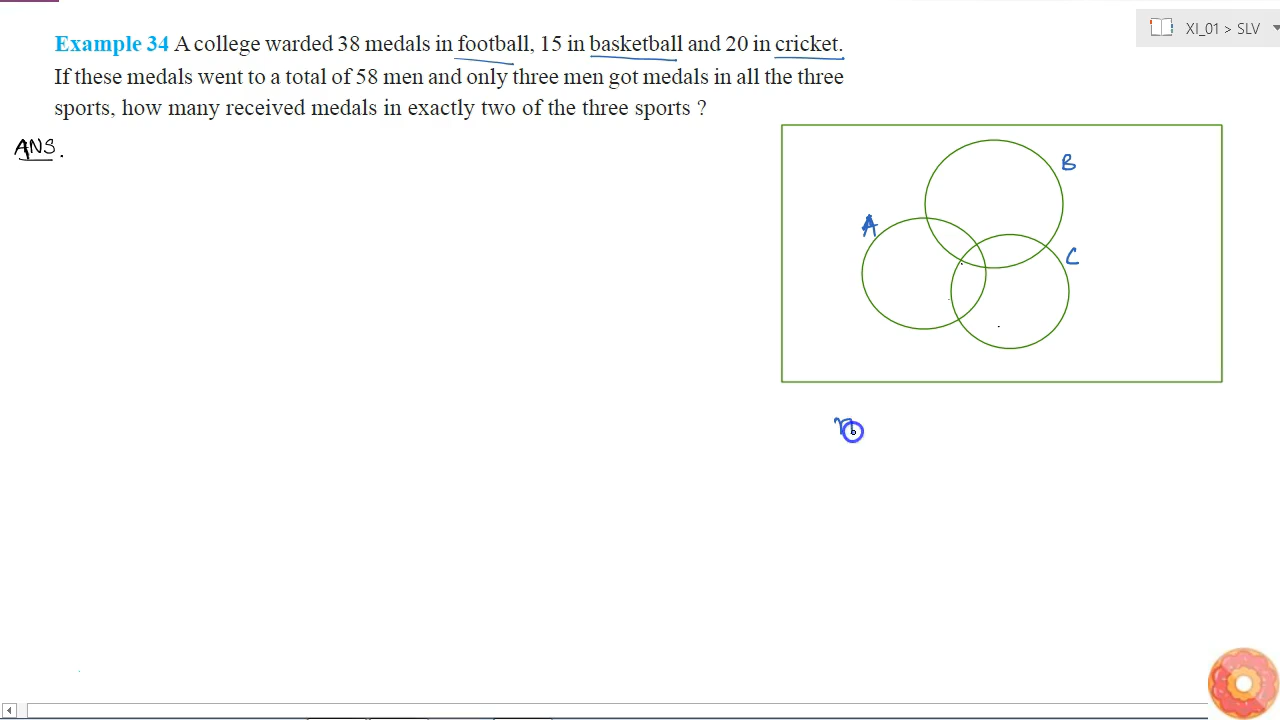 XI_01 > SLV
Example 34 A college warded 38 medals in football, 15 in basketball and 20 in cricket.
If these medals went to a total of 58 men and only three men got medals in all the three
sports, how many received medals in exactly two of the three sports ?
ANS.
B
A
C
n